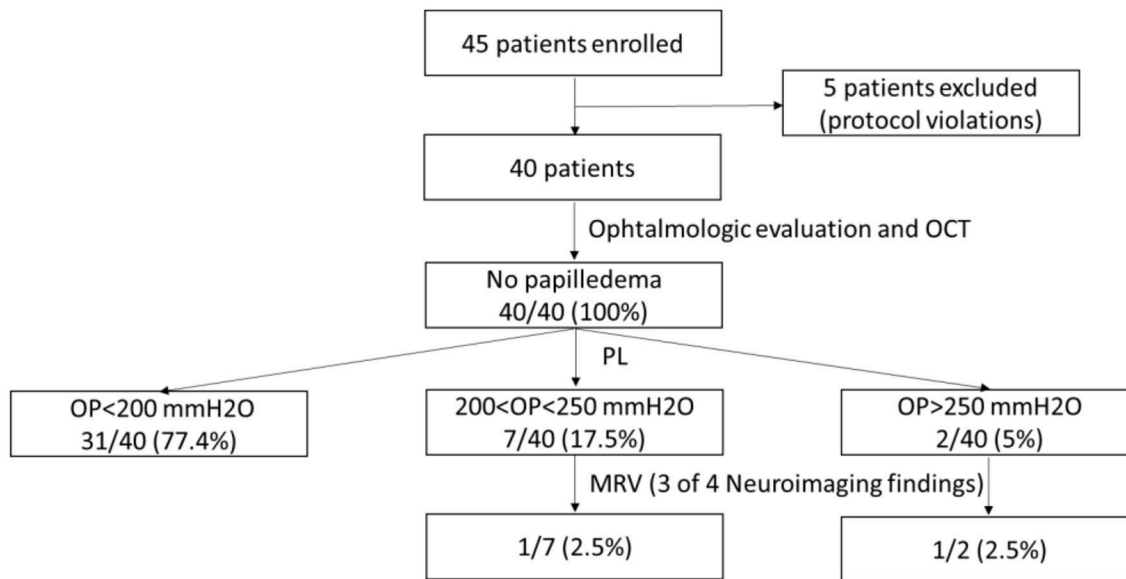 45 patients enrolled
5 patients excluded
(protocol violations)
40 patients
Ophtalmologic evaluation and OCT
No papilledema
40/40 (100%)
PL
OP<200 mmH2O
31/40 (77.4%)
200<OP<250 mmH2O
7/40 (17.5%)
OP>250 mmH2O
2/40 (5%)
MRV (3 of 4 Neuroimaging findings)
1/7 (2.5%)
1/2 (2.5%)